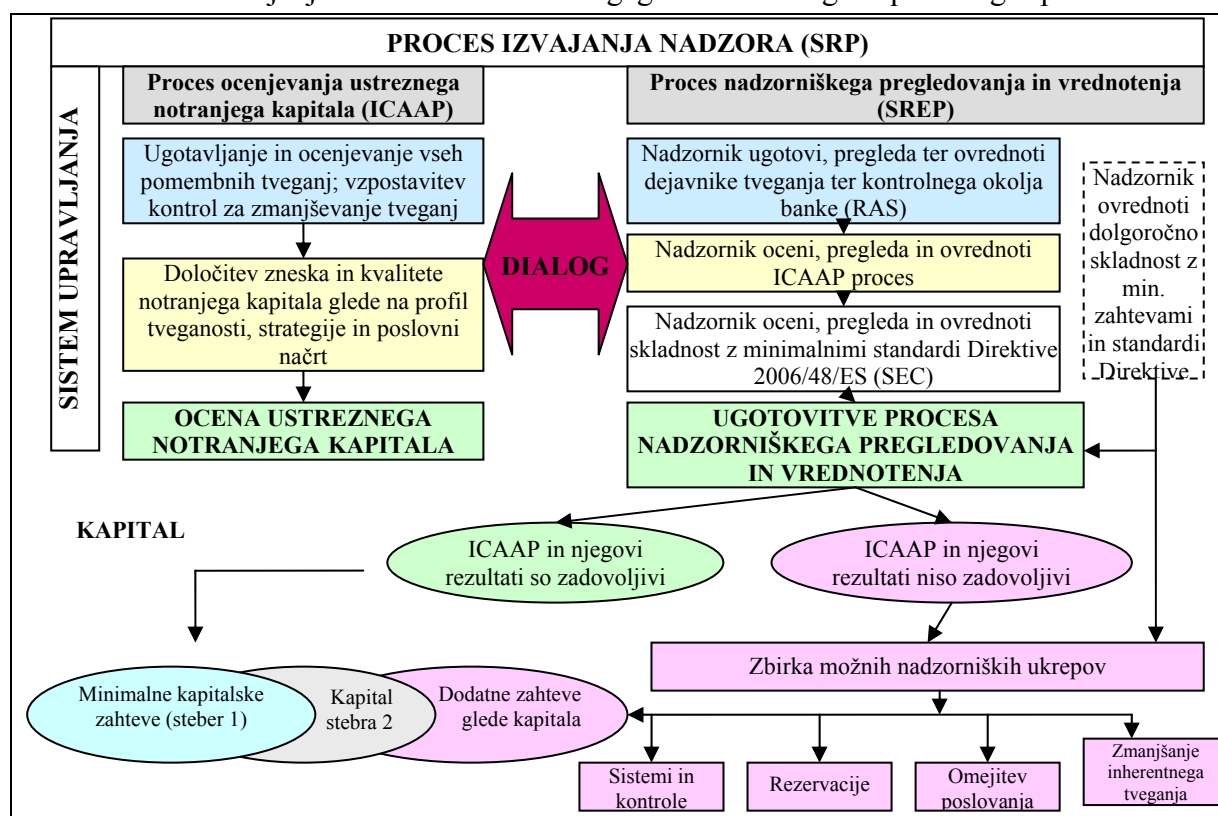 PROCES IZVAJANJA NADZORA (SRP)
SISTEM UPRAVLJANJA
Proces ocenjevanja ustreznega
notranjega kapitala (ICAAP)
Ugotavljanje in ocenjevanje vseh
pomembnih tveganj; vzpostavitev
kontrol za zmanjševanje tveganj
Določitev zneska in kvalitete
notranjega kapitala glede na profil
tveganosti, strategije in poslovni
načrt
OCENA USTREZNEGA
NOTRANJEGA KAPITALA
DIALOG
Proces nadzorniškega pregledovanja in vrednotenja
(SREP)
Nadzornik ugotovi, pregleda ter ovrednoti
dejavnike tveganja ter kontrolnega okolja
banke (RAS)
Nadzornik oceni, pregleda in ovrednoti
ICAAP proces
Nadzornik oceni, pregleda in ovrednoti
skladnost z minimalnimi standardi Direktive
2006/48/ES (SEC)
UGOTOVITVE PROCESA
NADZORNIŠKEGA PREGLEDOVANJA
IN VREDNOTENJA
Nadzornik
ovrednoti
dolgoročno
skladnost z
min.
zahtevami
in standardi
Direktive
KAPITAL
ICAAP in njegovi
rezultati so zadovoljivi
ICAAP in njegovi
rezultati niso zadovoljivi
Zbirka možnih nadzorniških ukrepov
Minimalne kapitalske
zahteve (steber 1)
Kapital
stebra 2
Dodatne zahteve
glede kapitala
Sistemi in
kontrole
Rezervacije
Omejitev
poslovanja
Zmanjšanje
inherentnega
tveganja